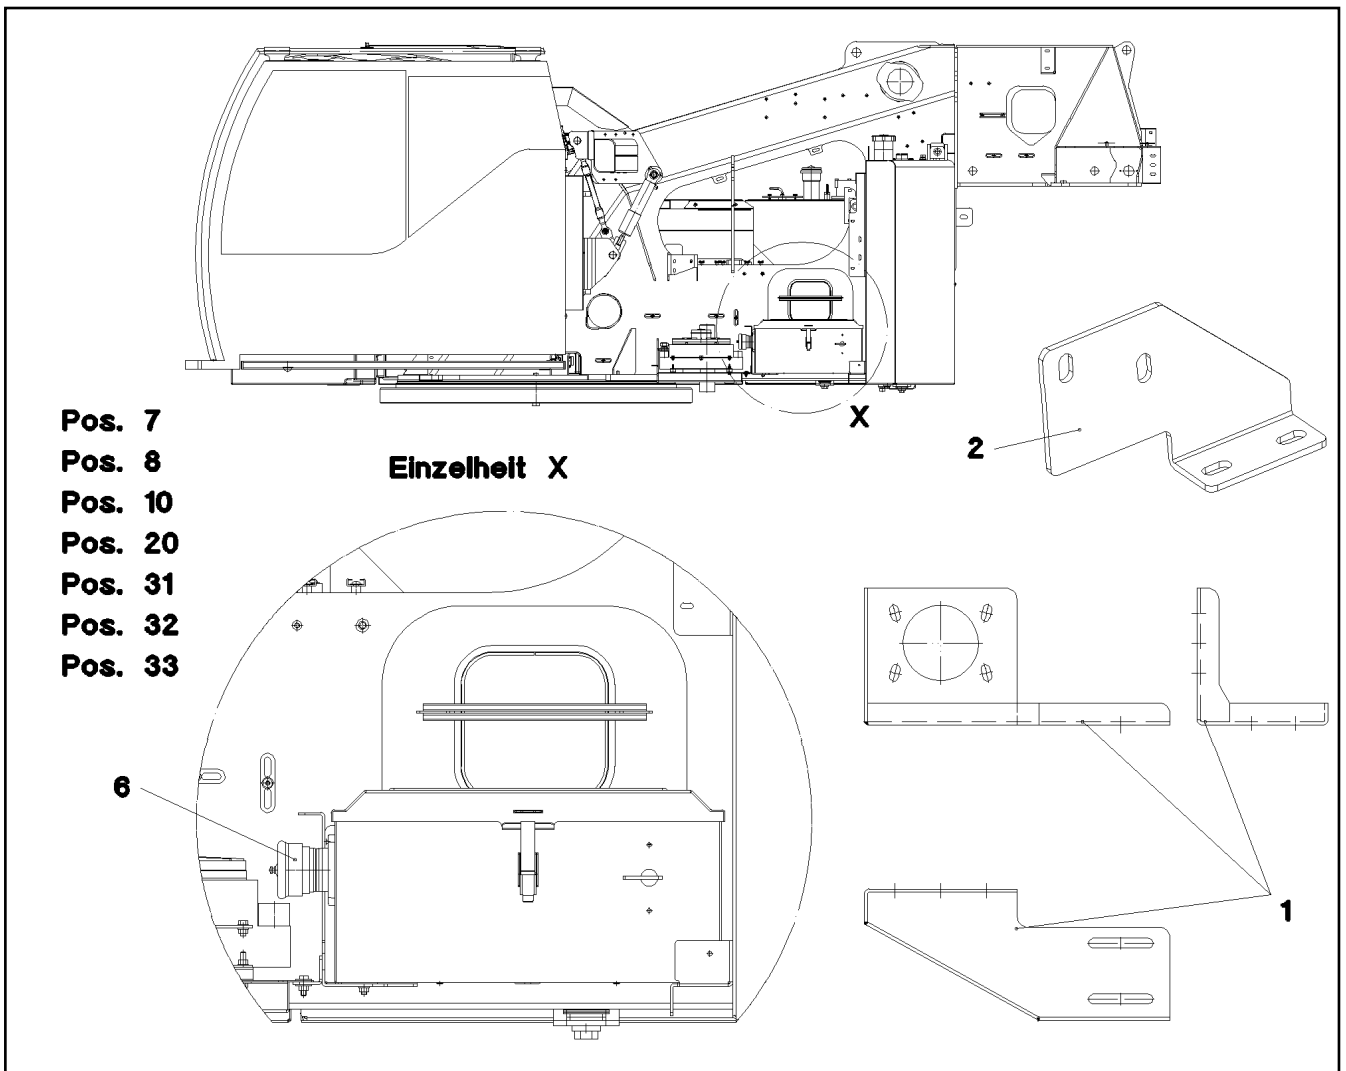 X
2
Pos. 7
Pos. 8
Pos. 10
Pos. 20
Pos. 31
Pos. 32
Pos. 33
Einzelheit X
6
1